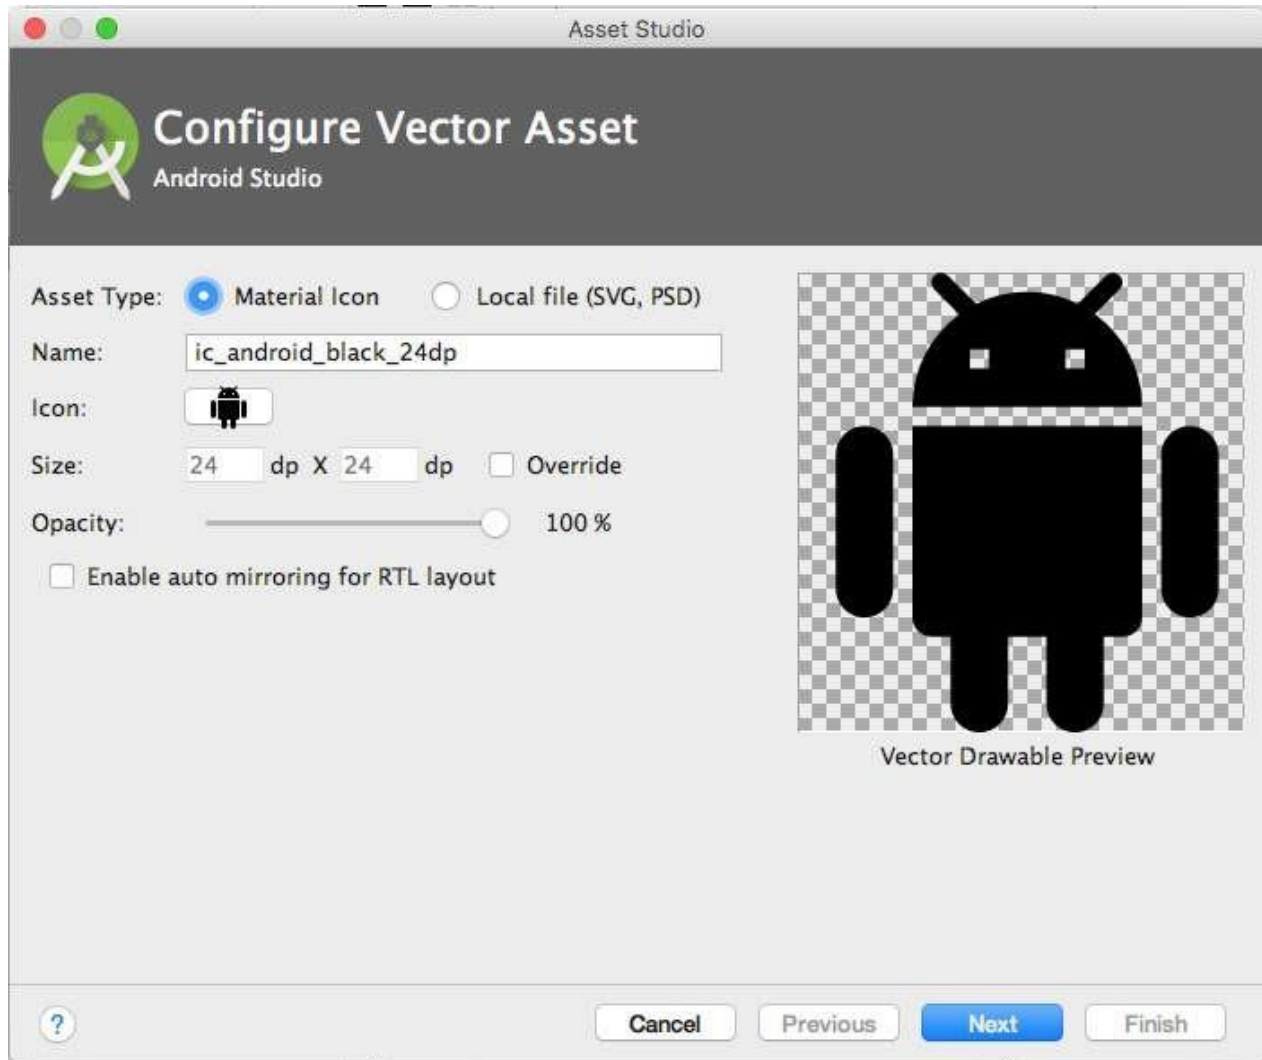 Asset Studio
Configure Vector Asset
Android Studio
Asset Type: Material Icon Local file (SVG, PSD)
Name: ic_android_black_24dp
Icon:
Size: 24 dp X 24 dp Override
Opacity: 100 %
Enable auto mirroring for RTL layout
Vector Drawable Preview
? Cancel Previous Next Finish